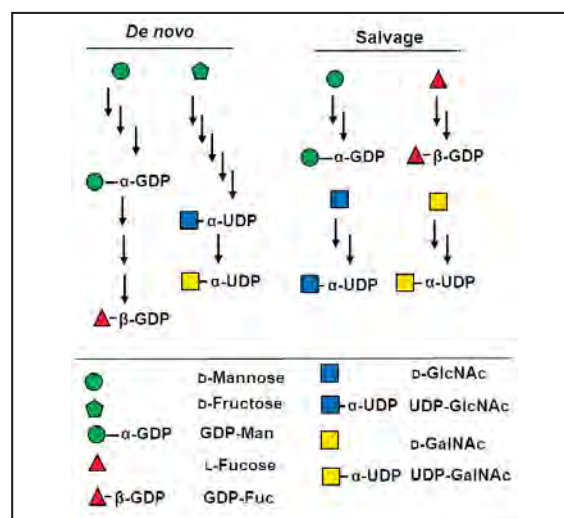 De novo
Salvage
α-GDP
β-GDP
α-UDP
α-UDP
α-UDP
α-UDP
β-GDP
D-Mannose
D-Fructose
α-GDP GDP-Man
L-Fucose
β-GDP GDP-Fuc
D-GlcNAc
α-UDP UDP-GlcNAc
D-GalNAc
α-UDP UDP-GalNAc